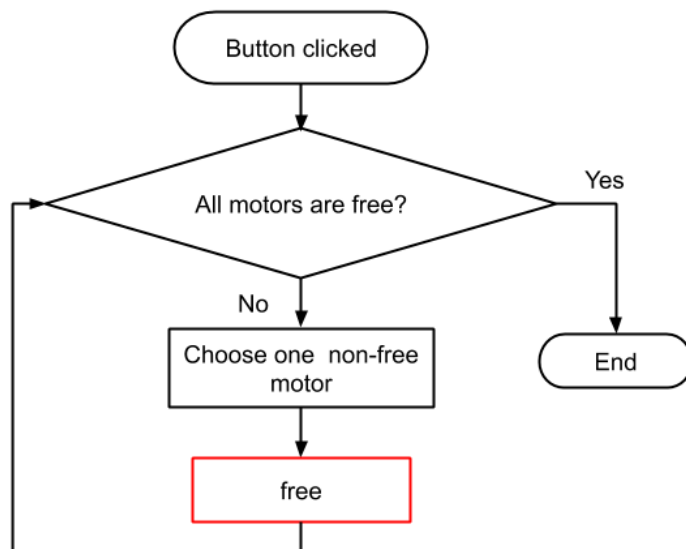 Button clicked
All motors are free?
Yes
No
Choose one non-free
motor
End
free